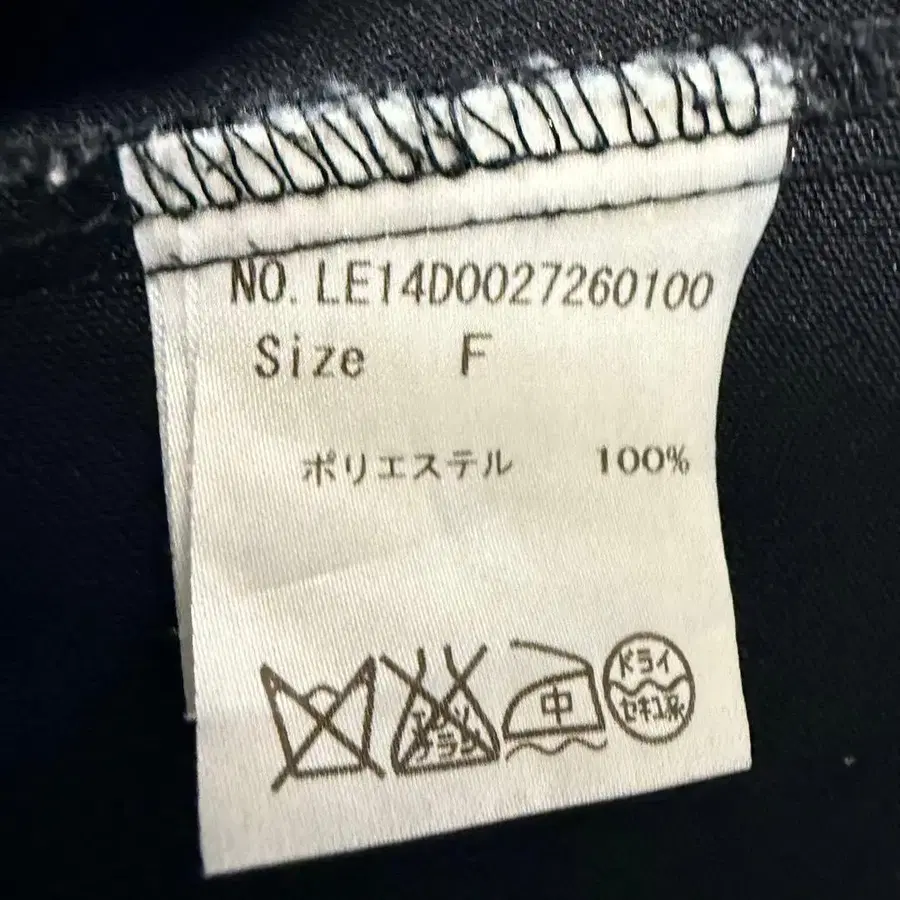 NO. LE14D0027260100
Size F
ポリエステル 100%
エンソ
サラシ
中
ドライ
セキユ系